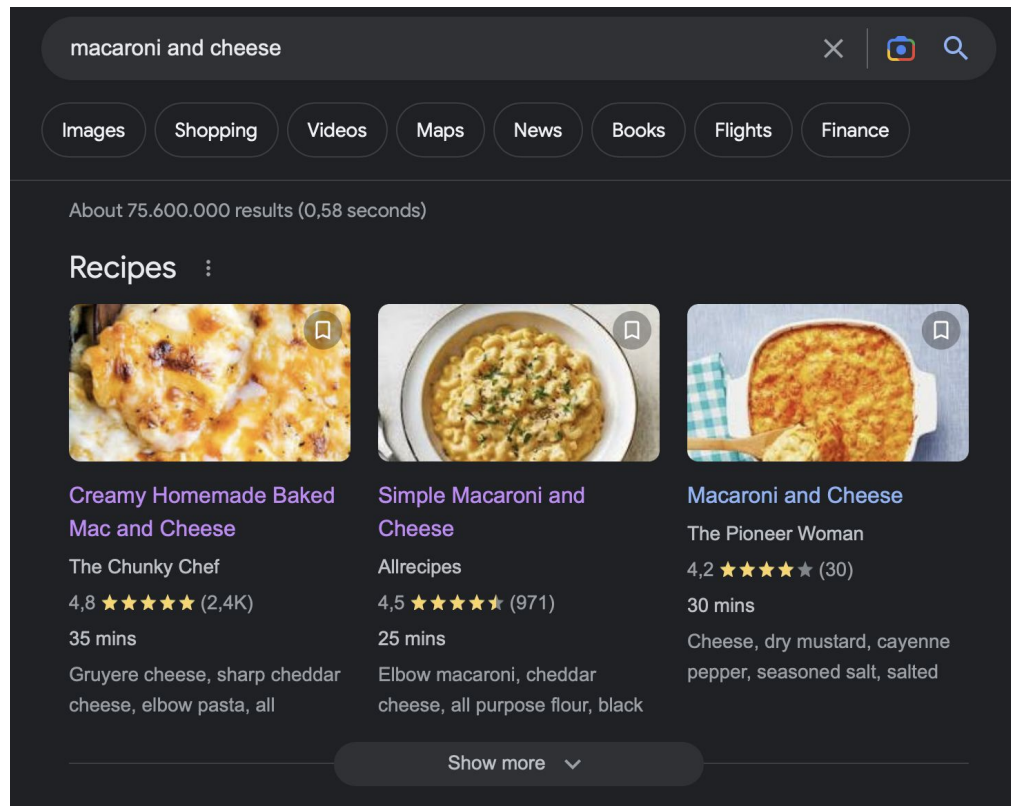 macaroni and cheese
Images
Shopping
Videos
Maps
News
Books
Flights
Finance
About 75.600.000 results (0,58 seconds)
Recipes
Creamy Homemade Baked
Mac and Cheese
The Chunky Chef
4,8 (2,4K)
35 mins
Gruyere cheese, sharp cheddar
cheese, elbow pasta, all
Simple Macaroni and
Cheese
Allrecipes
4,5 (971)
25 mins
Elbow macaroni, cheddar
cheese, all purpose flour, black
Macaroni and Cheese
The Pioneer Woman
4,2 (30)
30 mins
Cheese, dry mustard, cayenne
pepper, seasoned salt, salted
Show more